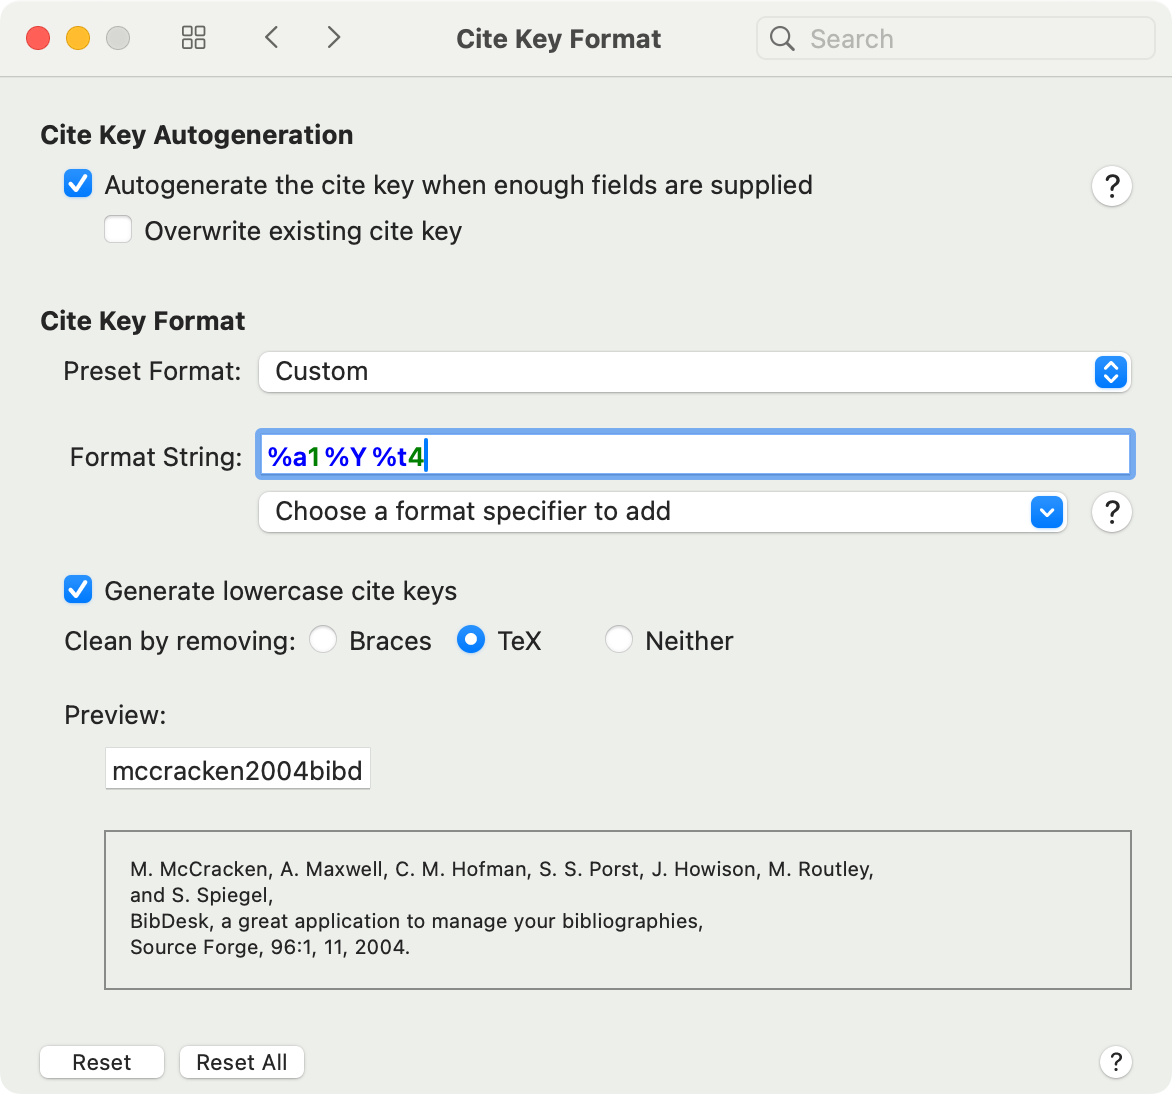 Cite Key Format
Search
Cite Key Autogeneration
Autogenerate the cite key when enough fields are supplied
?
Overwrite existing cite key
Cite Key Format
Preset Format: Custom
Format String: %a1%Y%t4
Choose a format specifier to add
?
Generate lowercase cite keys
Clean by removing: Braces TeX Neither
Preview:
mccracken2004bibd
M. McCracken, A. Maxwell, C. M. Hofman, S. S. Porst, J. Howison, M. Routley,
and S. Spiegel,
BibDesk, a great application to manage your bibliographies,
Source Forge, 96:1, 11, 2004.
Reset Reset All ?